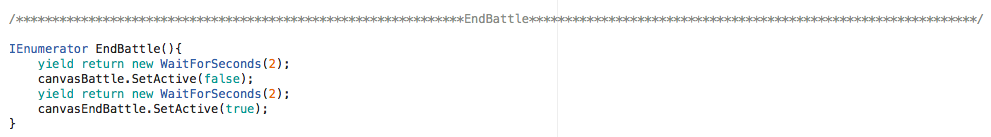 /**************************************************************EndBattle**************************************************************/
IEnumerator EndBattle(){
yield return new WaitForSeconds(2);
canvasBattle.SetActive(false);
yield return new WaitForSeconds(2);
canvasEndBattle.SetActive(true);
}